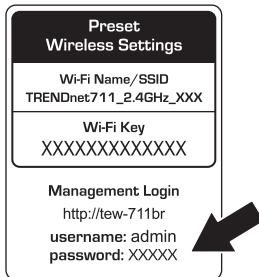 Preset
Wireless Settings
Wi-Fi Name/SSID
TRENDnet711_2.4GHz_XXX
Wi-Fi Key
XXXXXXXXXXXXX
Management Login
http://tew-711br
username: admin
password: XXXXX